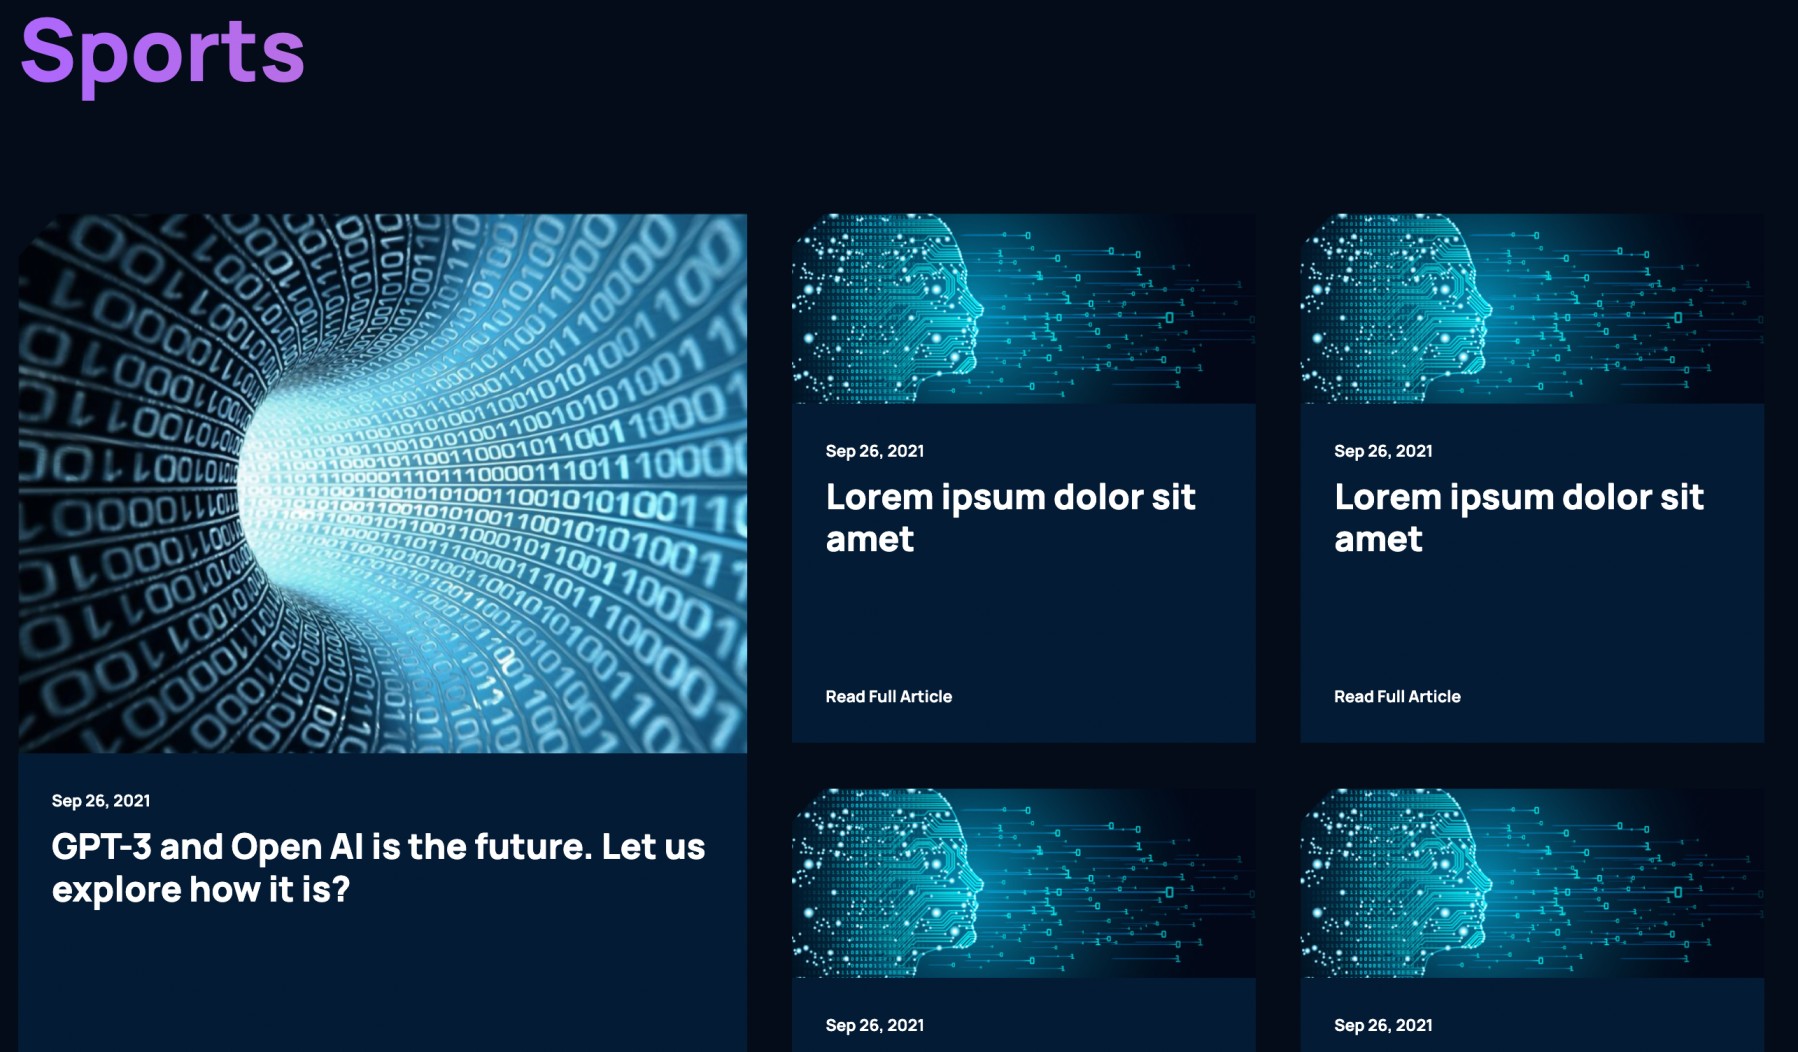 Sports
Sep 26, 2021
GPT-3 and Open AI is the future. Let us
explore how it is?
Sep 26, 2021
Lorem ipsum dolor sit
amet
Read Full Article
Sep 26, 2021
Lorem ipsum dolor sit
amet
Read Full Article
Sep 26, 2021
Sep 26, 2021